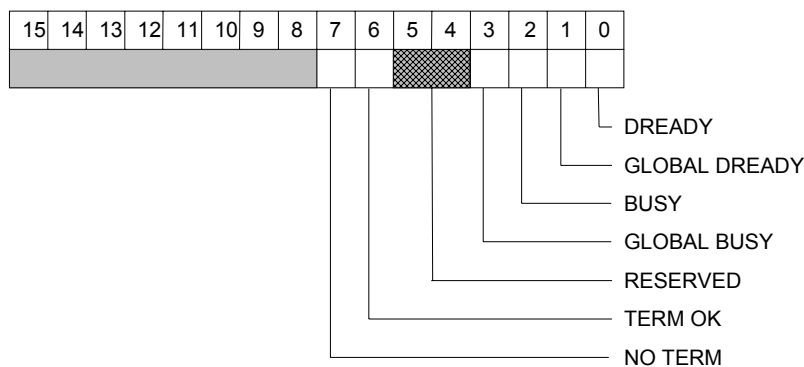 15 14 13 12 11 10 9 8 7 6 5 4 3 2 1 0
DREADY
GLOBAL DREADY
BUSY
GLOBAL BUSY
RESERVED
TERM OK
NO TERM